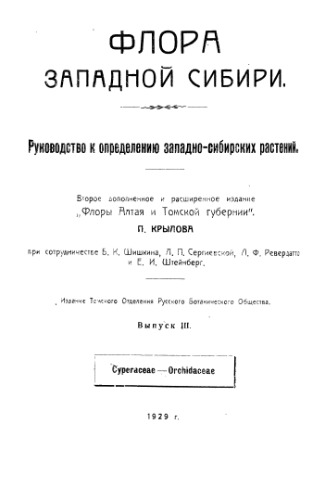 ФЛОРА
ЗАПАДНОЙ СИБИРИ.
Руководство к определению западно-сибирских растений.
Второе дополненное и расширенное издание
„Флоры Алтая и Томской губернии“.
П. КРЫЛОВА
при сотрудничестве Б. К. Шишкина, Л. П. Сергиевской, Л. Ф. Ревердатто
и Е. И. Штейнберг.
Издание Томского Отделения Русского Ботанического Общества.
Выпуск III.
Cyperaceae — Orchidaceae
1929 г.